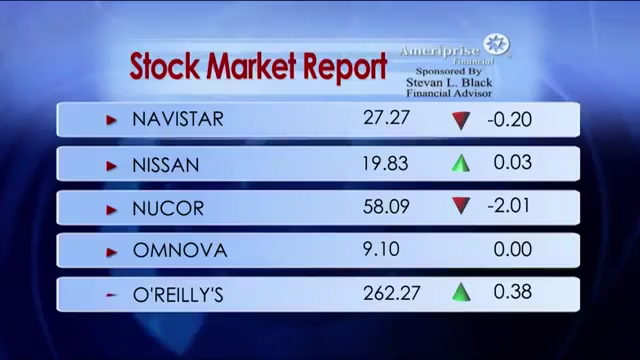 Stock Market Report
Ameriprise
Financial
Sponsored By
Stevan L. Black
Financial Advisor
NAVISTAR 27.27 -0.20
NISSAN 19.83 0.03
NUCOR 58.09 -2.01
OMNOVA 9.10 0.00
O'REILLY'S 262.27 0.38